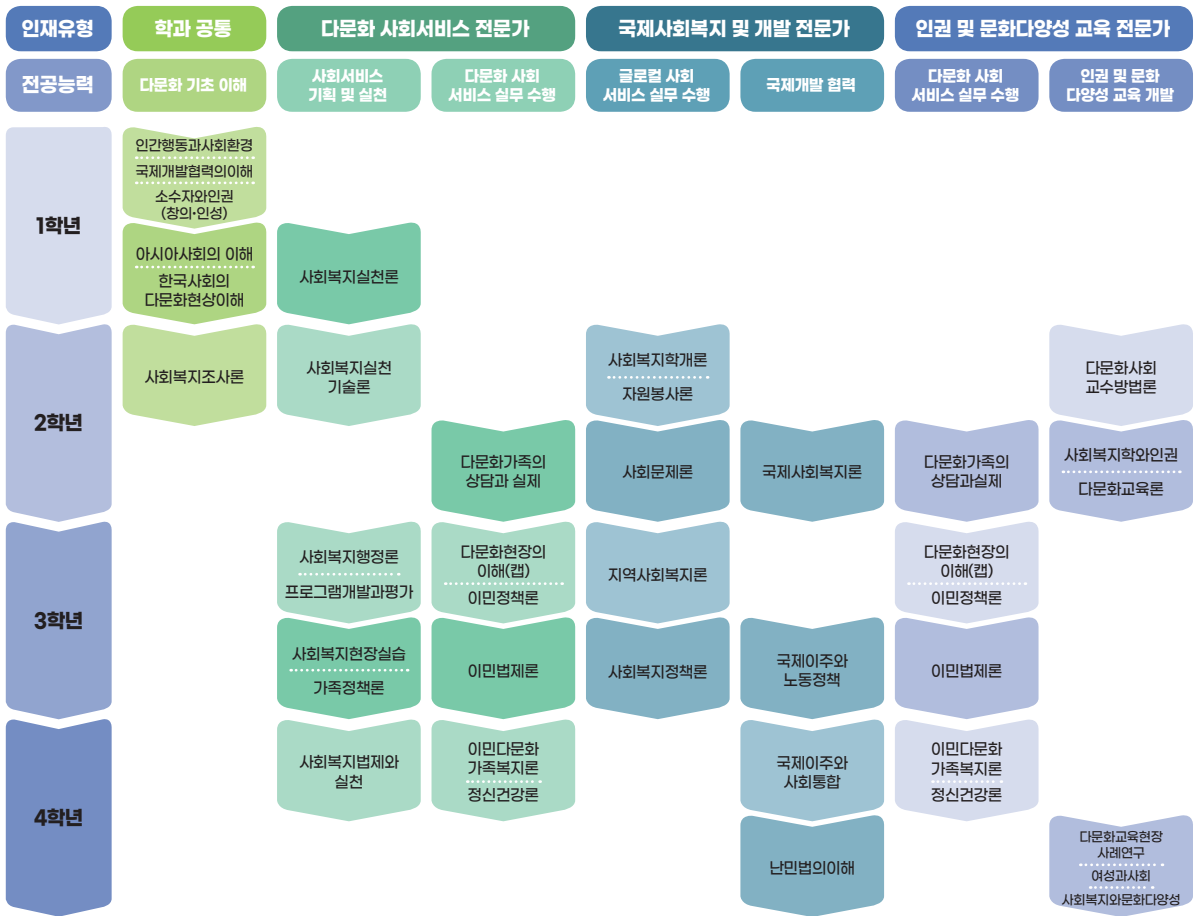 인재유형
학과 공통
다문화 사회서비스 전문가
국제사회복지 및 개발 전문가
인권 및 문화다양성 교육 전문가
전공능력
다문화 기초 이해
사회서비스
기획 및 실천
다문화 사회
서비스 실무 수행
글로컬 사회
서비스 실무 수행
국제개발 협력
다문화 사회
서비스 실무 수행
인권 및 문화
다양성 교육 개발
1학년
인간행동과사회환경
국제개발협력의이해
소수자와인권
(창의·인성)
아시아사회의 이해
한국사회의
다문화현상이해
사회복지실천론
2학년
사회복지조사론
사회복지실천
기술론
사회복지학개론
자원봉사론
다문화사회
교수방법론
다문화가족의
상담과 실제
사회문제론
국제사회복지론
다문화가족의
상담과실제
사회복지학와인권
다문화교육론
3학년
사회복지행정론
프로그램개발과평가
다문화현장의
이해(캡)
이민정책론
지역사회복지론
다문화현장의
이해(캡)
이민정책론
사회복지현장실습
가족정책론
이민법제론
사회복지정책론
국제이주와
노동정책
이민법제론
4학년
사회복지법제와
실천
이민다문화
가족복지론
정신건강론
국제이주와
사회통합
이민다문화
가족복지론
정신건강론
난민법의이해
다문화교육현장
사례연구
여성과사회
사회복지와문화다양성